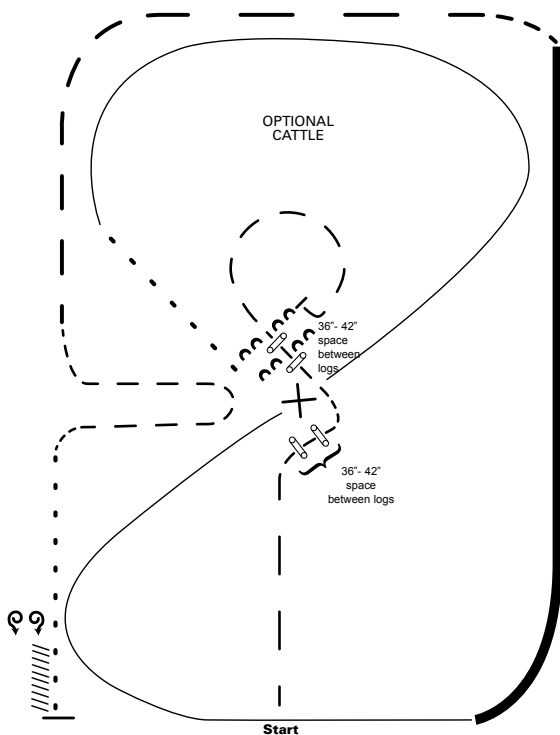 OPTIONAL
CATTLE
36"- 42"
space
between
logs
36"- 42"
space
between logs
Start